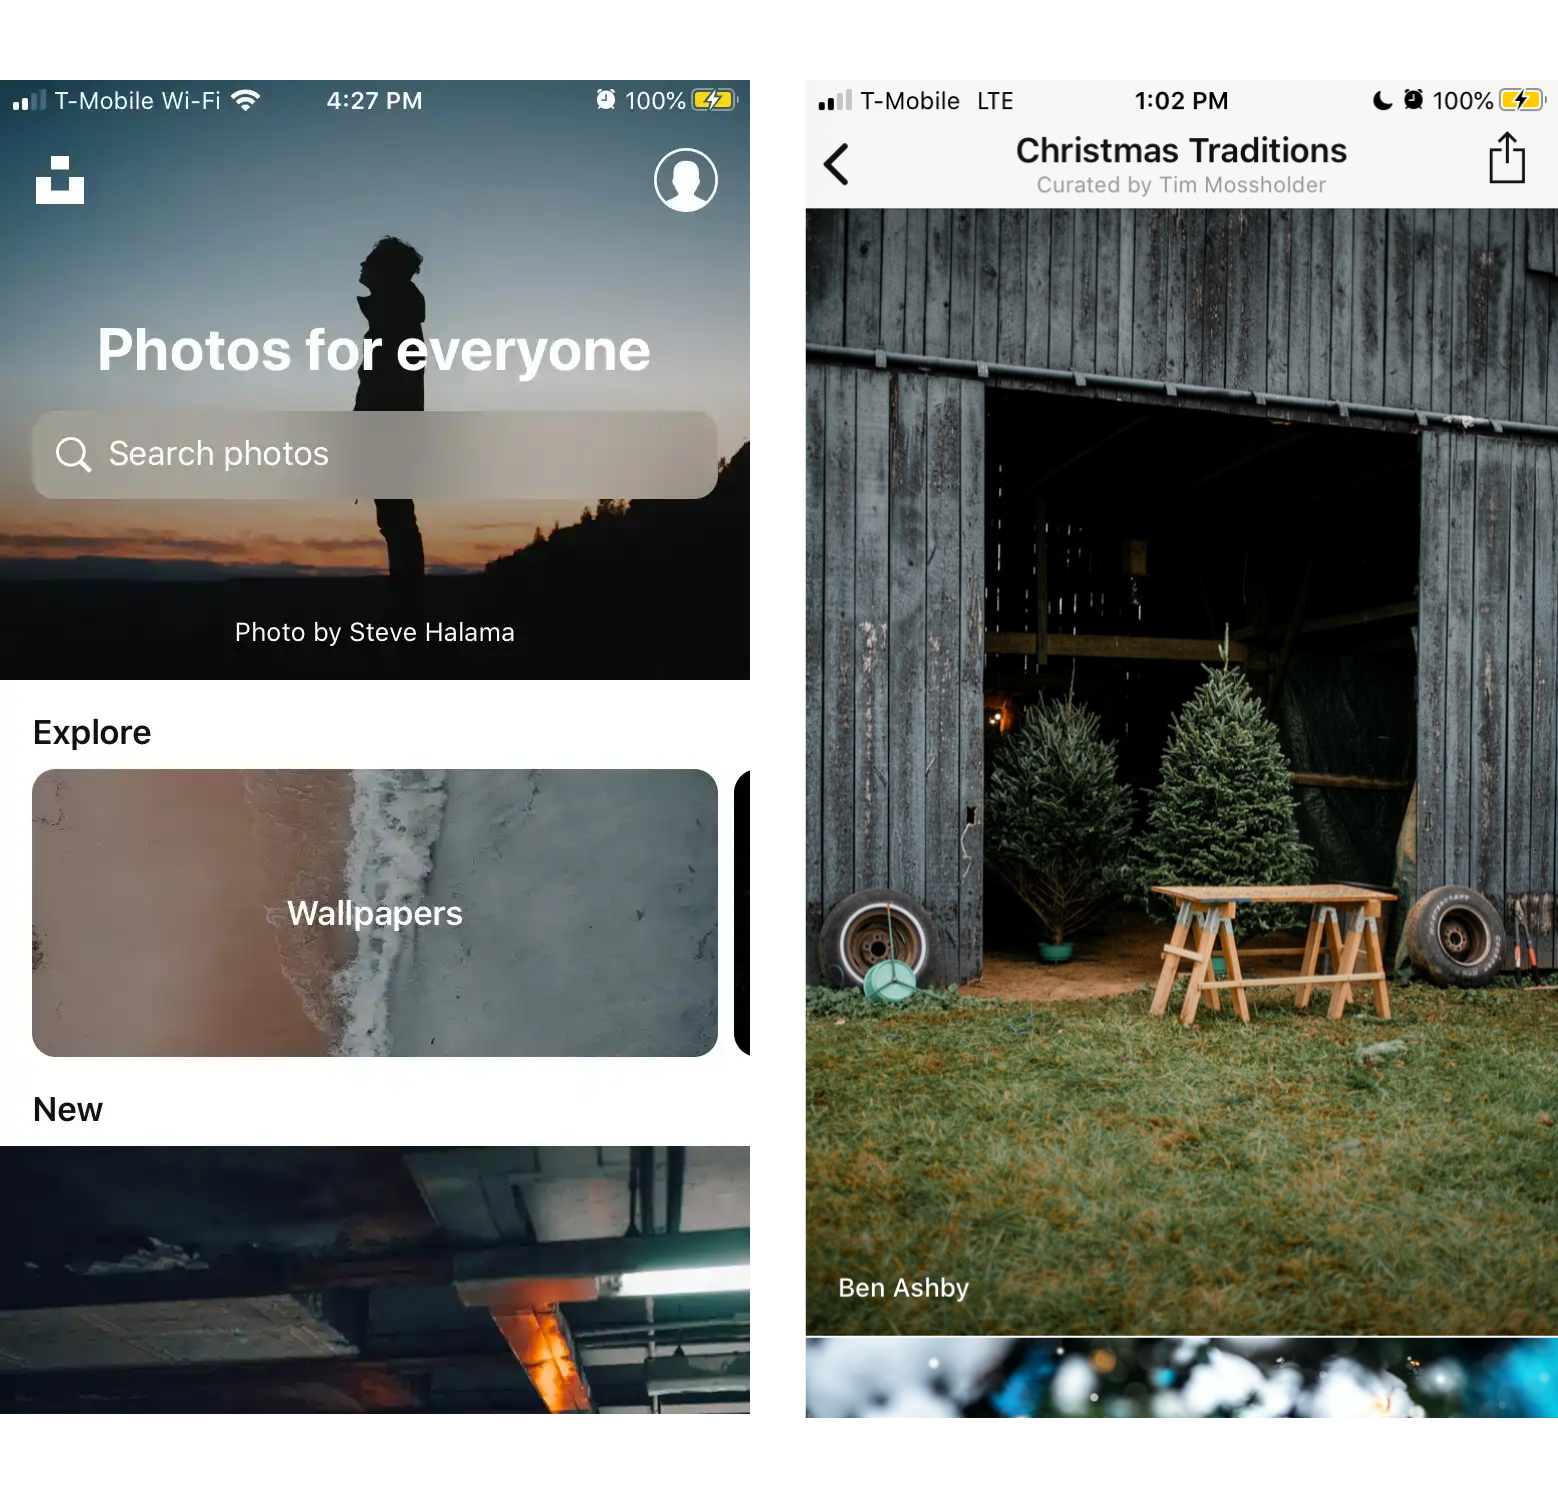 T-Mobile Wi-Fi 4:27 PM 100%
Photos for everyone
Search photos
Photo by Steve Halama
Explore
Wallpapers
New
T-Mobile LTE 1:02 PM 100%
Christmas Traditions
Curated by Tim Mossholder
Ben Ashby